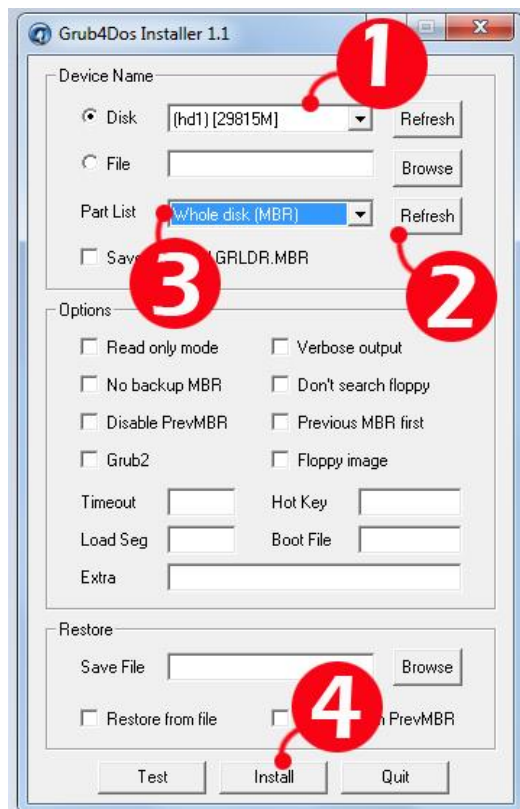 Grub4Dos Installer 1.1
1
Device Name
Disk (hd1) [29815M] Refresh
File Browse
Part List Whole disk (MBR) Refresh
3
2
GRLDR.MBR
Options
Read only mode Verbose output
No backup MBR Don't search floppy
Disable PrevMBR Previous MBR first
Grub2 Floppy image
Timeout Hot Key
Load Seg Boot File
Extra
Restore
Save File Browse
4
Restore from file PrevMBR
Test Install Quit